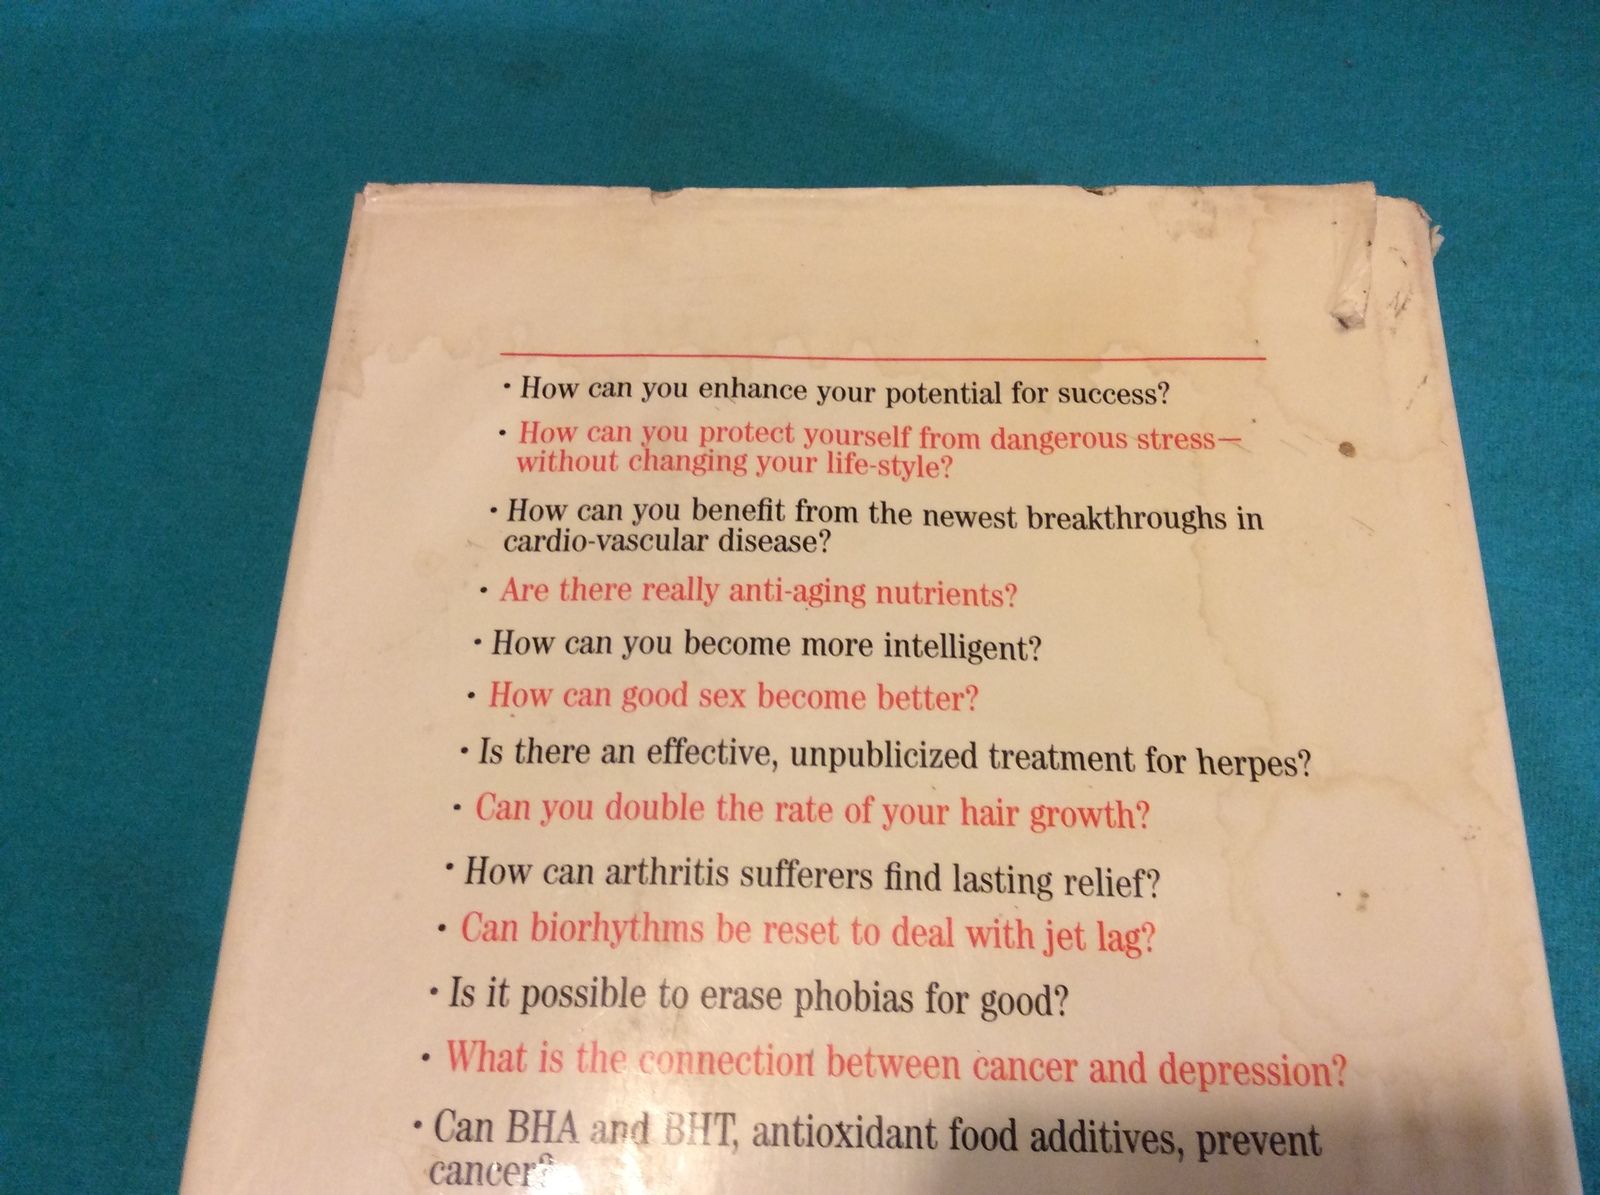 • How can you enhance your potential for success?
• How can you protect yourself from dangerous stress—
without changing your life-style?
• How can you benefit from the newest breakthroughs in
cardio-vascular disease?
• Are there really anti-aging nutrients?
• How can you become more intelligent?
• How can good sex become better?
• Is there an effective, unpublicized treatment for herpes?
• Can you double the rate of your hair growth?
• How can arthritis sufferers find lasting relief?
• Can biorhythms be reset to deal with jet lag?
• Is it possible to erase phobias for good?
• What is the connection between cancer and depression?
• Can BHA and BHT, antioxidant food additives, prevent
cancer?